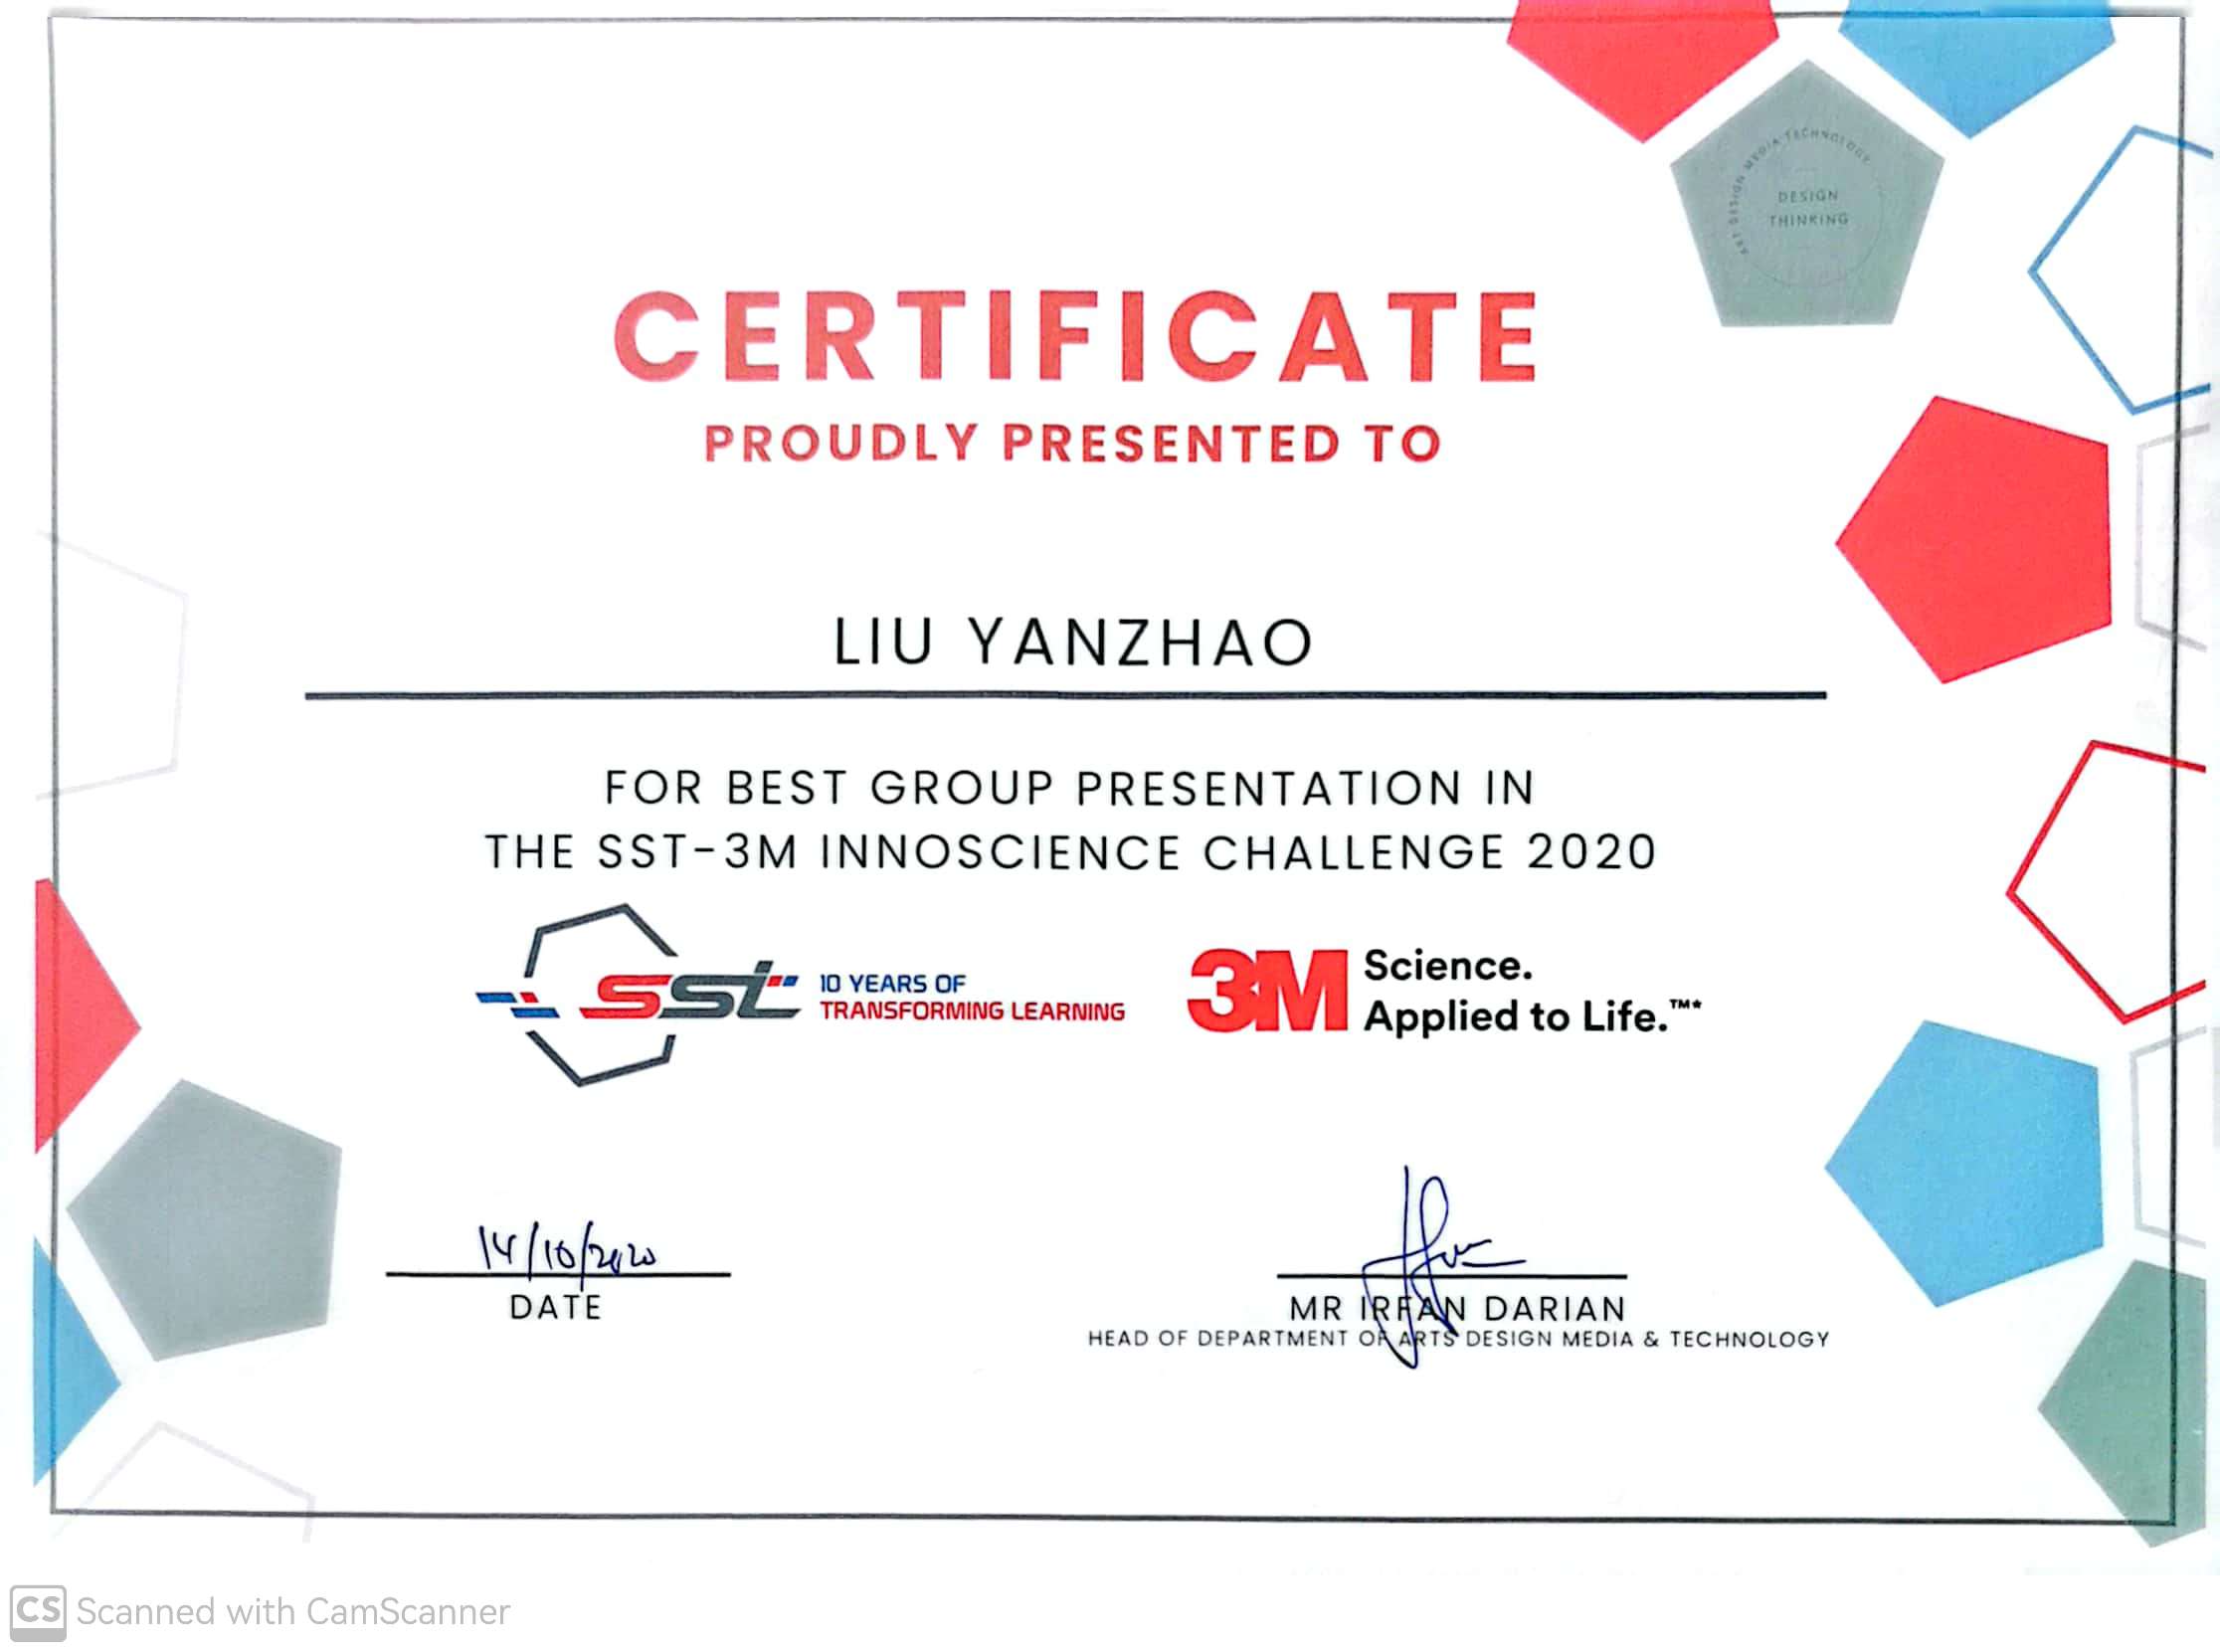 ART DESIGN MEDIA TECHNOLOGY
DESIGN
THINKING
CERTIFICATE
PROUDLY PRESENTED TO
LIU YANZHAO
FOR BEST GROUP PRESENTATION IN
THE SST-3M INNOSCIENCE CHALLENGE 2020
sst 10 YEARS OF
TRANSFORMING LEARNING
3M Science.
Applied to Life.™*
14/10/2020
DATE
MR IRFAN DARIAN
HEAD OF DEPARTMENT OF ARTS DESIGN MEDIA & TECHNOLOGY
CS Scanned with CamScanner